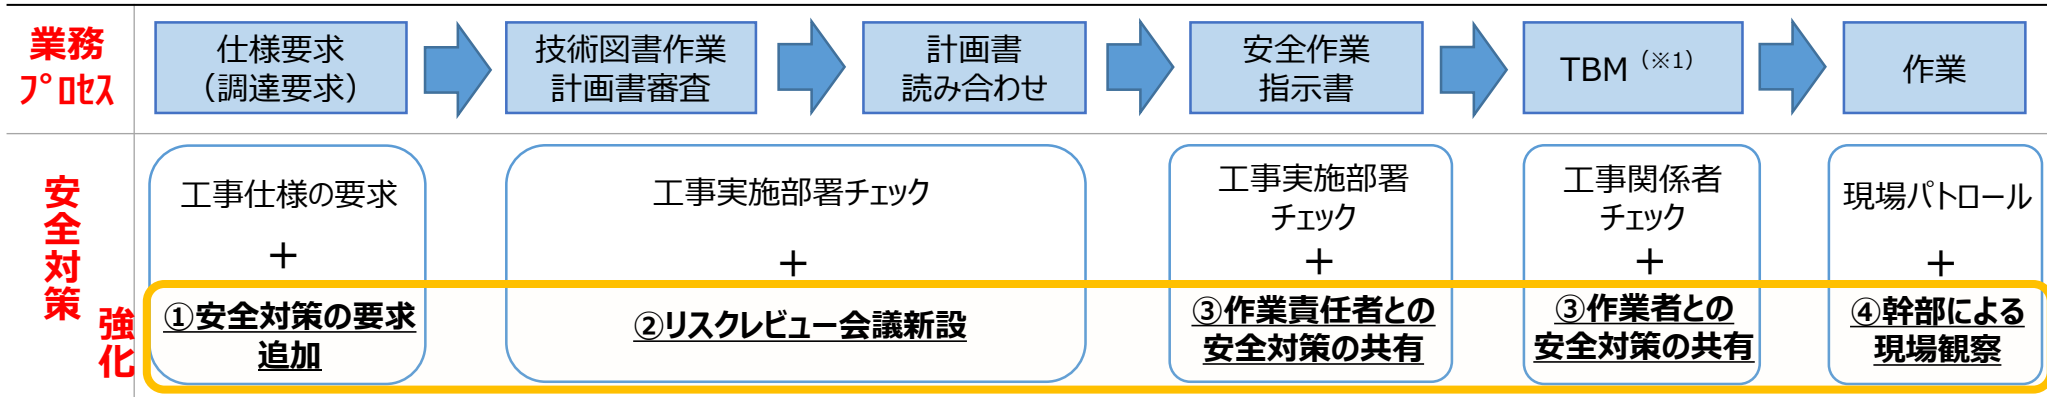 業務
プロセス
仕様要求
（調達要求）
技術図書作業
計画書審査
計画書
読み合わせ
安全作業
指示書
TBM（※1）
作業
安全対策
強化
工事仕様の要求
＋
①安全対策の要求
追加
工事実施部署チェック
＋
②リスクレビュー会議新設
工事実施部署
チェック
＋
③作業責任者との
安全対策の共有
工事関係者
チェック
＋
③作業者との
安全対策の共有
現場パトロール
＋
④幹部による
現場観察